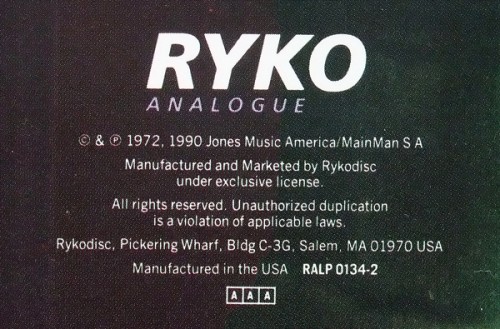 RYKO
ANALOGUE
© & ℗ 1972, 1990 Jones Music America/MainMan S A
Manufactured and Marketed by Rykodisc
under exclusive license.
All rights reserved. Unauthorized duplication
is a violation of applicable laws.
Rykodisc, Pickering Wharf, Bldg C-3G, Salem, MA 01970 USA
Manufactured in the USA RALP 0134-2
A A A